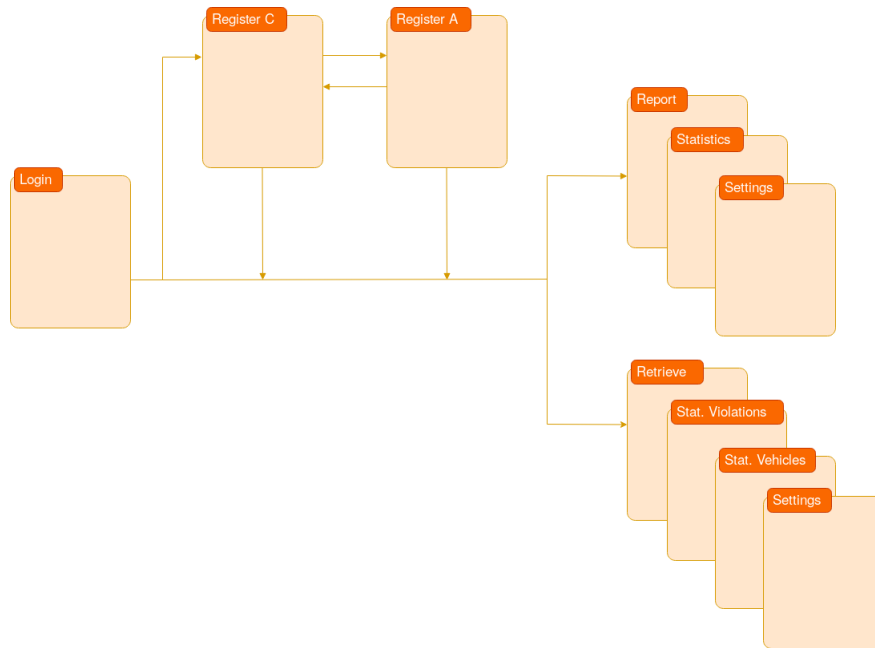 Register C
Register A
Login
Report
Statistics
Settings
Retrieve
Stat. Violations
Stat. Vehicles
Settings